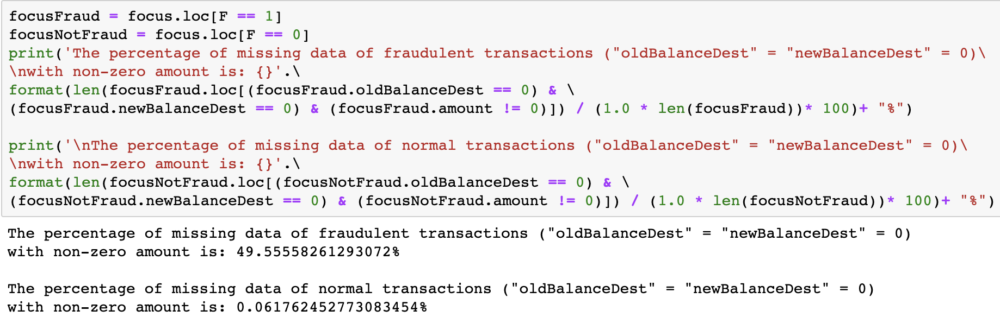 focusFraud = focus.loc[F == 1]
focusNotFraud = focus.loc[F == 0]
print('The percentage of missing data of fraudulent transactions ("oldBalanceDest" = "newBalanceDest" = 0)\
\nwith non-zero amount is: {}'.\
format(len(focusFraud.loc[(focusFraud.oldBalanceDest == 0) & \
(focusFraud.newBalanceDest == 0) & (focusFraud.amount != 0)]) / (1.0 * len(focusFraud))* 100)+ "%")
print('\nThe percentage of missing data of normal transactions ("oldBalanceDest" = "newBalanceDest" = 0)\
\nwith non-zero amount is: {}'.\
format(len(focusNotFraud.loc[(focusNotFraud.oldBalanceDest == 0) & \
(focusNotFraud.newBalanceDest == 0) & (focusNotFraud.amount != 0)]) / (1.0 * len(focusNotFraud))* 100)+ "%")
The percentage of missing data of fraudulent transactions ("oldBalanceDest" = "newBalanceDest" = 0)
with non-zero amount is: 49.55558261293072%
The percentage of missing data of normal transactions ("oldBalanceDest" = "newBalanceDest" = 0)
with non-zero amount is: 0.061762452773083454%